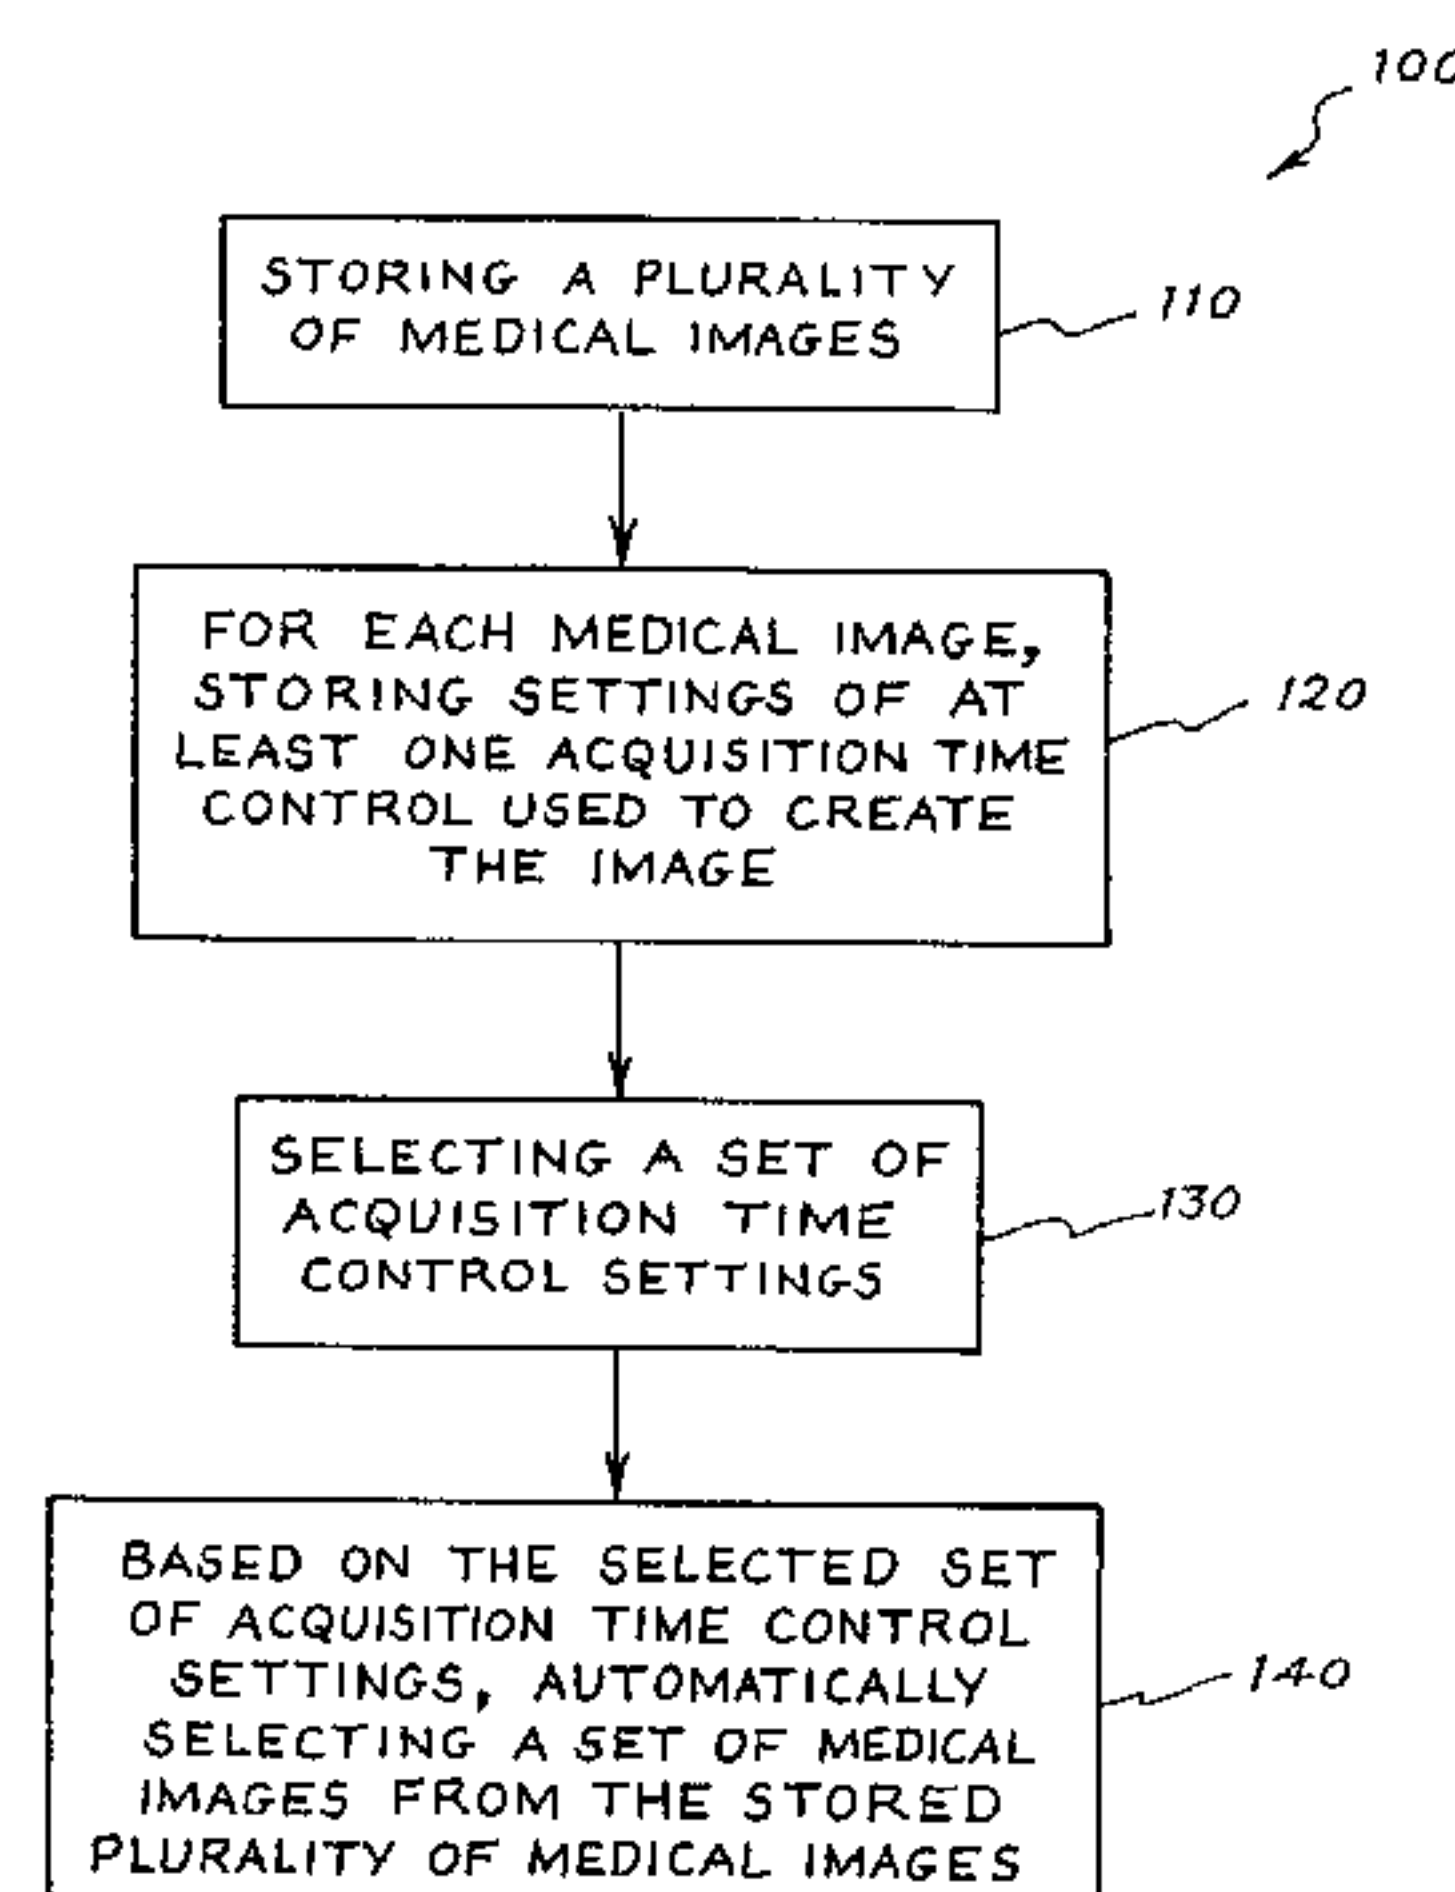 100
STORING A PLURALITY
OF MEDICAL IMAGES
110
FOR EACH MEDICAL IMAGE,
STORING SETTINGS OF AT
LEAST ONE ACQUISITION TIME
CONTROL USED TO CREATE
THE IMAGE
120
SELECTING A SET OF
ACQUISITION TIME
CONTROL SETTINGS
130
BASED ON THE SELECTED SET
OF ACQUISITION TIME CONTROL
SETTINGS, AUTOMATICALLY
SELECTING A SET OF MEDICAL
IMAGES FROM THE STORED
PLURALITY OF MEDICAL IMAGES
140